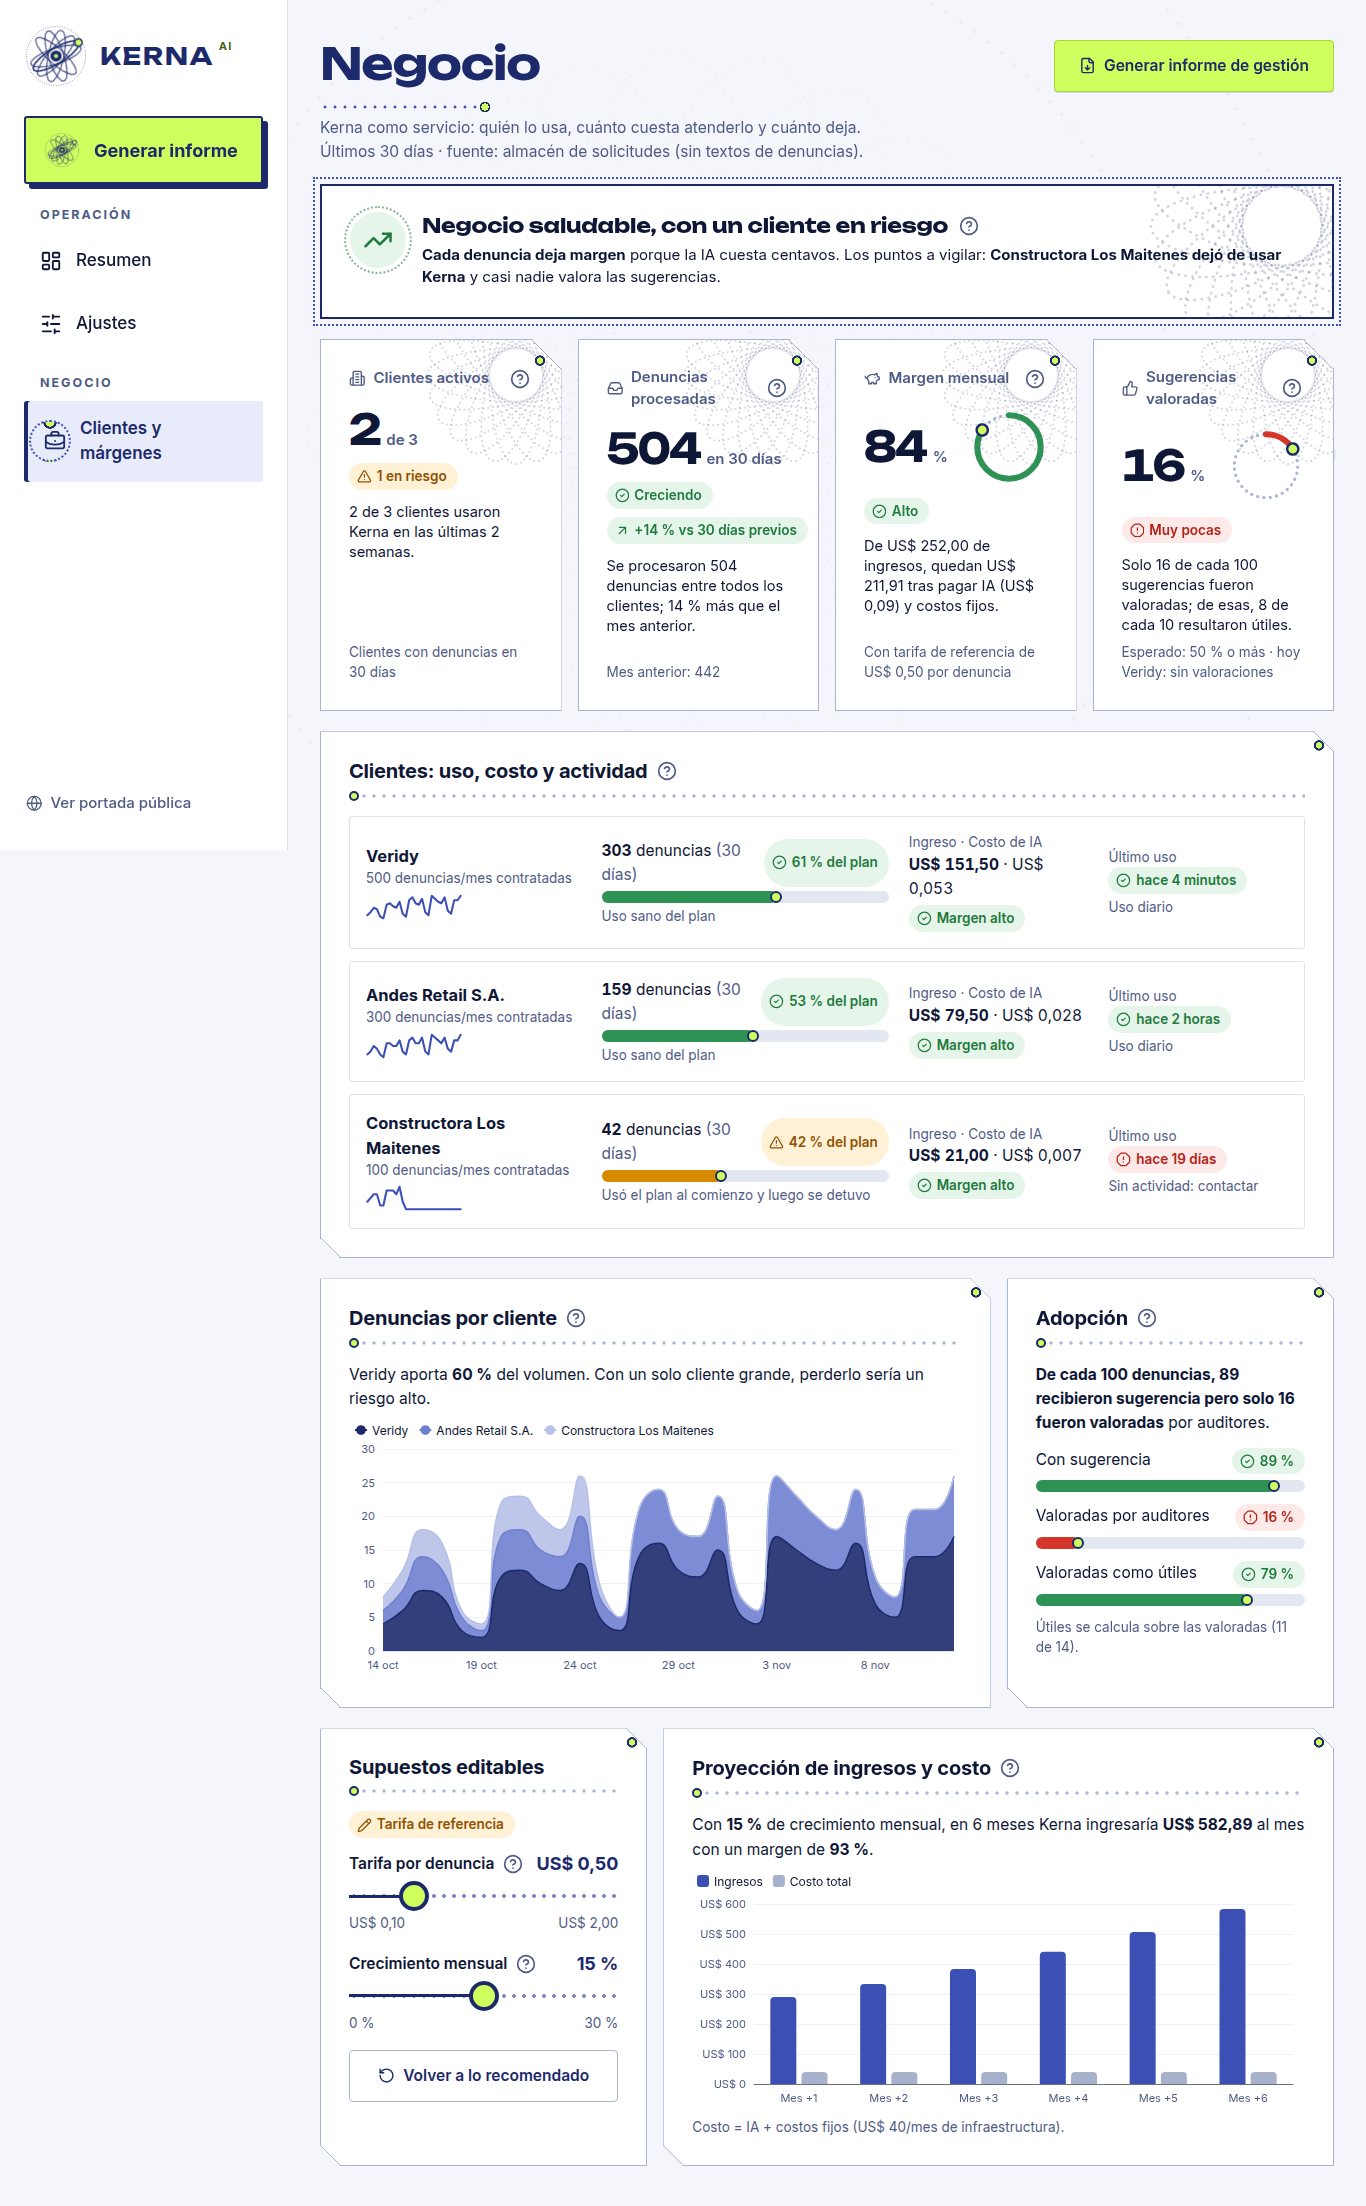 KERNA AI
Generar informe
OPERACIÓN
Resumen
Ajustes
NEGOCIO
Clientes y
márgenes
Ver portada pública
Negocio
Generar informe de gestión
Kerna como servicio: quién lo usa, cuánto cuesta atenderlo y cuánto deja.
Últimos 30 días · fuente: almacén de solicitudes (sin textos de denuncias).
Negocio saludable, con un cliente en riesgo
Cada denuncia deja margen porque la IA cuesta centavos. Los puntos a vigilar: Constructora Los Maitenes dejó de usar
Kerna y casi nadie valora las sugerencias.
Clientes activos
2 de 3
1 en riesgo
2 de 3 clientes usaron
Kerna en las últimas 2
semanas.
Clientes con denuncias en
30 días
Denuncias
procesadas
504 en 30 días
Creciendo
+14 % vs 30 días previos
Se procesaron 504
denuncias entre todos los
clientes; 14 % más que el
mes anterior.
Mes anterior: 442
Margen mensual
84 %
Alto
De US$ 252,00 de
ingresos, quedan US$
211,91 tras pagar IA (US$
0,09) y costos fijos.
Con tarifa de referencia de
US$ 0,50 por denuncia
Sugerencias
valoradas
16 %
Muy pocas
Solo 16 de cada 100
sugerencias fueron
valoradas; de esas, 8 de
cada 10 resultaron útiles.
Esperado: 50 % o más · hoy
Veridy: sin valoraciones
Clientes: uso, costo y actividad
Veridy
500 denuncias/mes contratadas
303 denuncias (30
días)
61 % del plan
Uso sano del plan
Ingreso · Costo de IA
US$ 151,50 · US$
0,053
Margen alto
Último uso
hace 4 minutos
Uso diario
Andes Retail S.A.
300 denuncias/mes contratadas
159 denuncias (30
días)
53 % del plan
Uso sano del plan
Ingreso · Costo de IA
US$ 79,50 · US$ 0,028
Margen alto
Último uso
hace 2 horas
Uso diario
Constructora Los
Maitenes
100 denuncias/mes contratadas
42 denuncias (30
días)
42 % del plan
Usó el plan al comienzo y luego se detuvo
Ingreso · Costo de IA
US$ 21,00 · US$ 0,007
Margen alto
Último uso
hace 19 días
Sin actividad: contactar
Denuncias por cliente
Veridy aporta 60 % del volumen. Con un solo cliente grande, perderlo sería un
riesgo alto.
Veridy Andes Retail S.A. Constructora Los Maitenes
30
25
20
15
10
5
0
14 oct 19 oct 24 oct 29 oct 3 nov 8 nov
Adopción
De cada 100 denuncias, 89
recibieron sugerencia pero solo 16
fueron valoradas por auditores.
Con sugerencia 89 %
Valoradas por auditores 16 %
Valoradas como útiles 79 %
Útiles se calcula sobre las valoradas (11
de 14).
Supuestos editables
Tarifa de referencia
Tarifa por denuncia US$ 0,50
US$ 0,10 US$ 2,00
Crecimiento mensual 15 %
0 % 30 %
Volver a lo recomendado
Proyección de ingresos y costo
Con 15 % de crecimiento mensual, en 6 meses Kerna ingresaría US$ 582,89 al mes
con un margen de 93 %.
Ingresos Costo total
US$ 600
US$ 500
US$ 400
US$ 300
US$ 200
US$ 100
US$ 0
Mes +1 Mes +2 Mes +3 Mes +4 Mes +5 Mes +6
Costo = IA + costos fijos (US$ 40/mes de infraestructura).